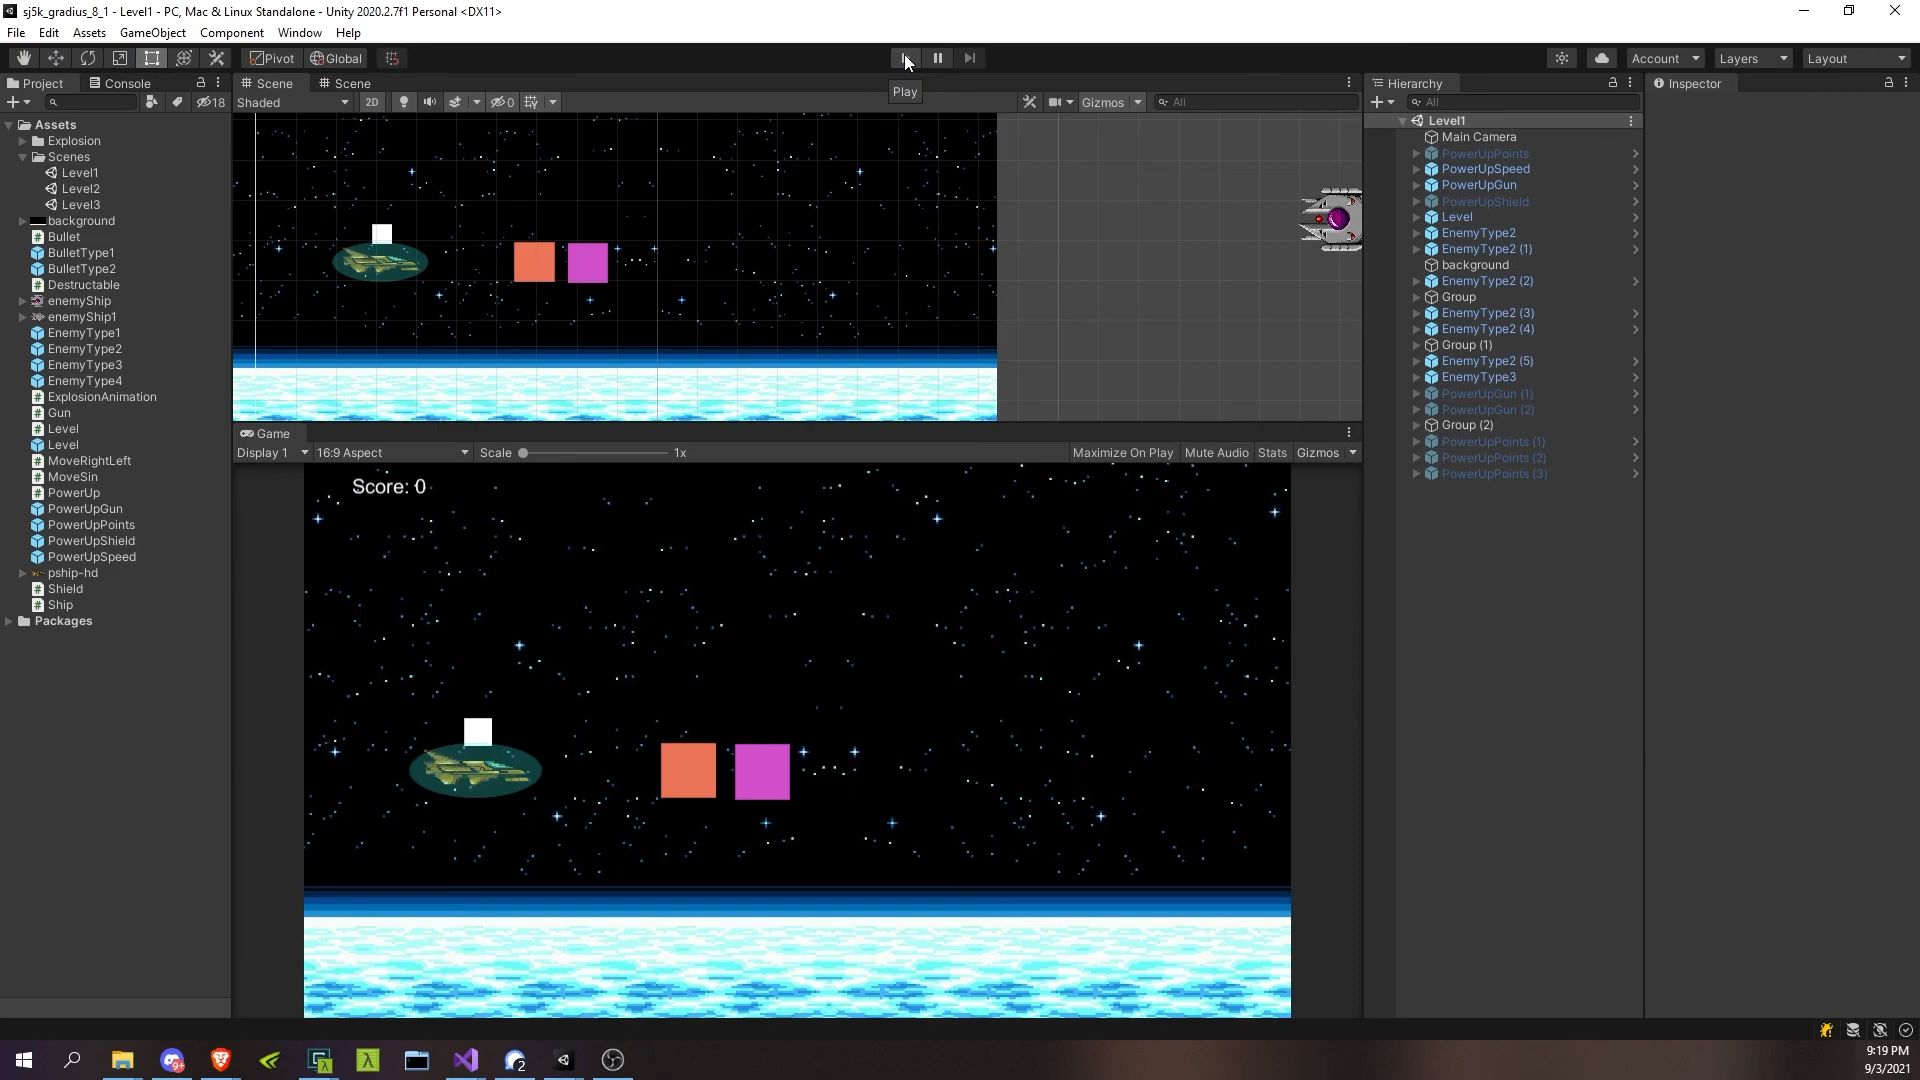 sj5k_gradius_8_1 - Level1 - PC, Mac & Linux Standalone - Unity 2020.2.7f1 Personal <DX11>
File Edit Assets GameObject Component Window Help
Pivot Global Account Layers Layout
Play
Project Console
18
Assets
Explosion
Scenes
Level1
Level2
Level3
background
Bullet
BulletType1
BulletType2
Destructable
enemyShip
enemyShip1
EnemyType1
EnemyType2
EnemyType3
EnemyType4
ExplosionAnimation
Gun
Level
Level
MoveRightLeft
MoveSin
PowerUp
PowerUpGun
PowerUpPoints
PowerUpShield
PowerUpSpeed
pship-hd
Shield
Ship
Packages
Scene Scene
Shaded 2D 0 Gizmos All
Game
Display 1 16:9 Aspect Scale 1x Maximize On Play Mute Audio Stats Gizmos
Score: 0
Hierarchy
All
Level1
Main Camera
PowerUpPoints
PowerUpSpeed
PowerUpGun
PowerUpShield
Level
EnemyType2
EnemyType2 (1)
background
EnemyType2 (2)
Group
EnemyType2 (3)
EnemyType2 (4)
Group (1)
EnemyType2 (5)
EnemyType3
PowerUpGun (1)
PowerUpGun (2)
Group (2)
PowerUpPoints (1)
PowerUpPoints (2)
PowerUpPoints (3)
Inspector
9+
2
9:19 PM
9/3/2021